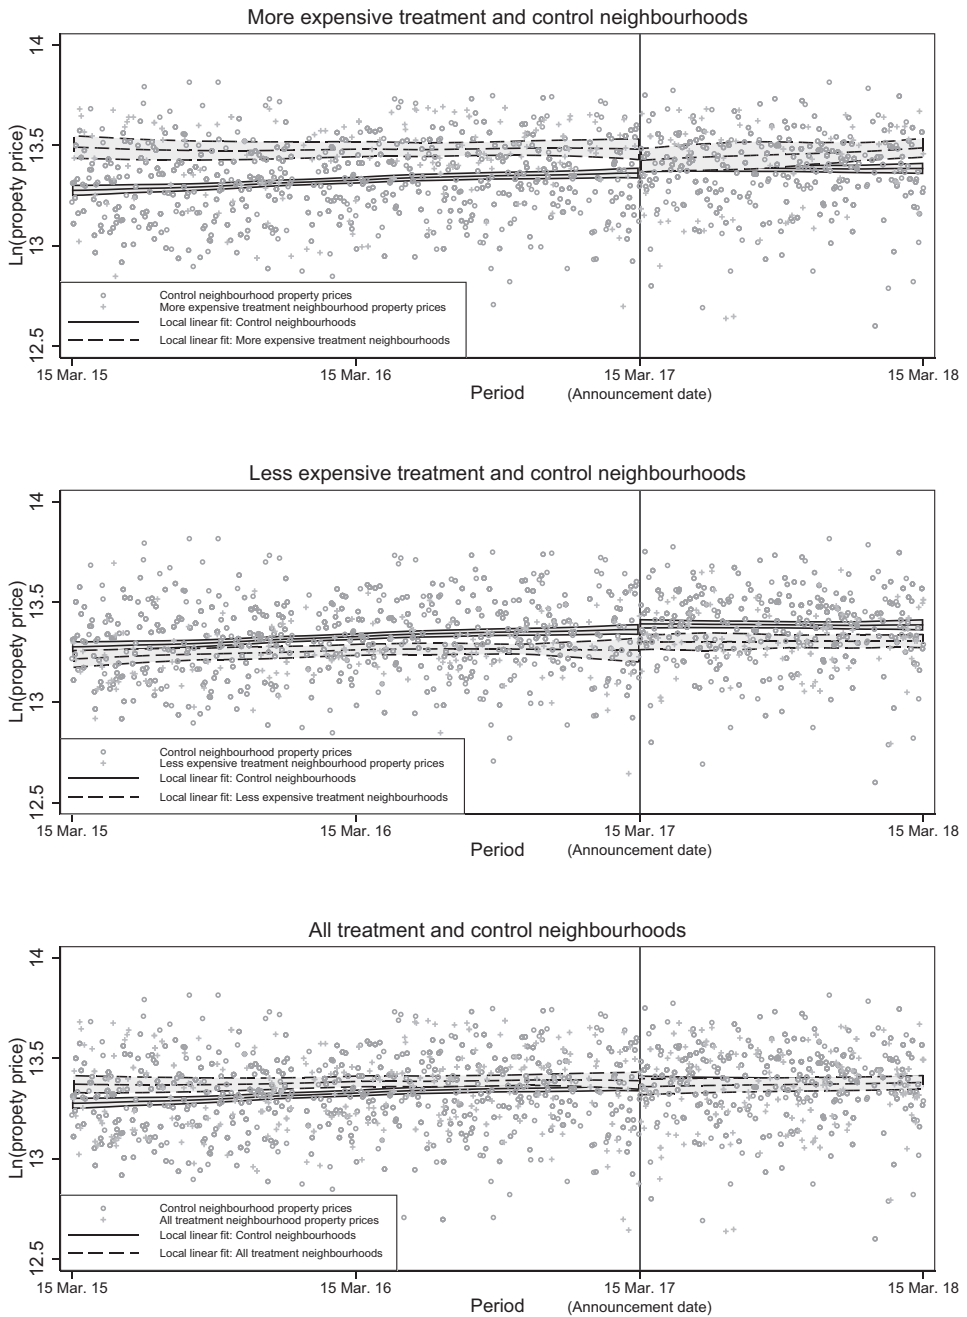 More expensive treatment and control neighbourhoods
Ln(propety price)
14
13.5
13
12.5
Control neighbourhood property prices
More expensive treatment neighbourhood property prices
Local linear fit: Control neighbourhoods
Local linear fit: More expensive treatment neighbourhoods
15 Mar. 15 15 Mar. 16 15 Mar. 17 15 Mar. 18
Period (Announcement date)
Less expensive treatment and control neighbourhoods
Ln(propety price)
14
13.5
13
12.5
Control neighbourhood property prices
Less expensive treatment neighbourhood property prices
Local linear fit: Control neighbourhoods
Local linear fit: Less expensive treatment neighbourhoods
15 Mar. 15 15 Mar. 16 15 Mar. 17 15 Mar. 18
Period (Announcement date)
All treatment and control neighbourhoods
Ln(propety price)
14
13.5
13
12.5
Control neighbourhood property prices
All treatment neighbourhood property prices
Local linear fit: Control neighbourhoods
Local linear fit: All treatment neighbourhoods
15 Mar. 15 15 Mar. 16 15 Mar. 17 15 Mar. 18
Period (Announcement date)